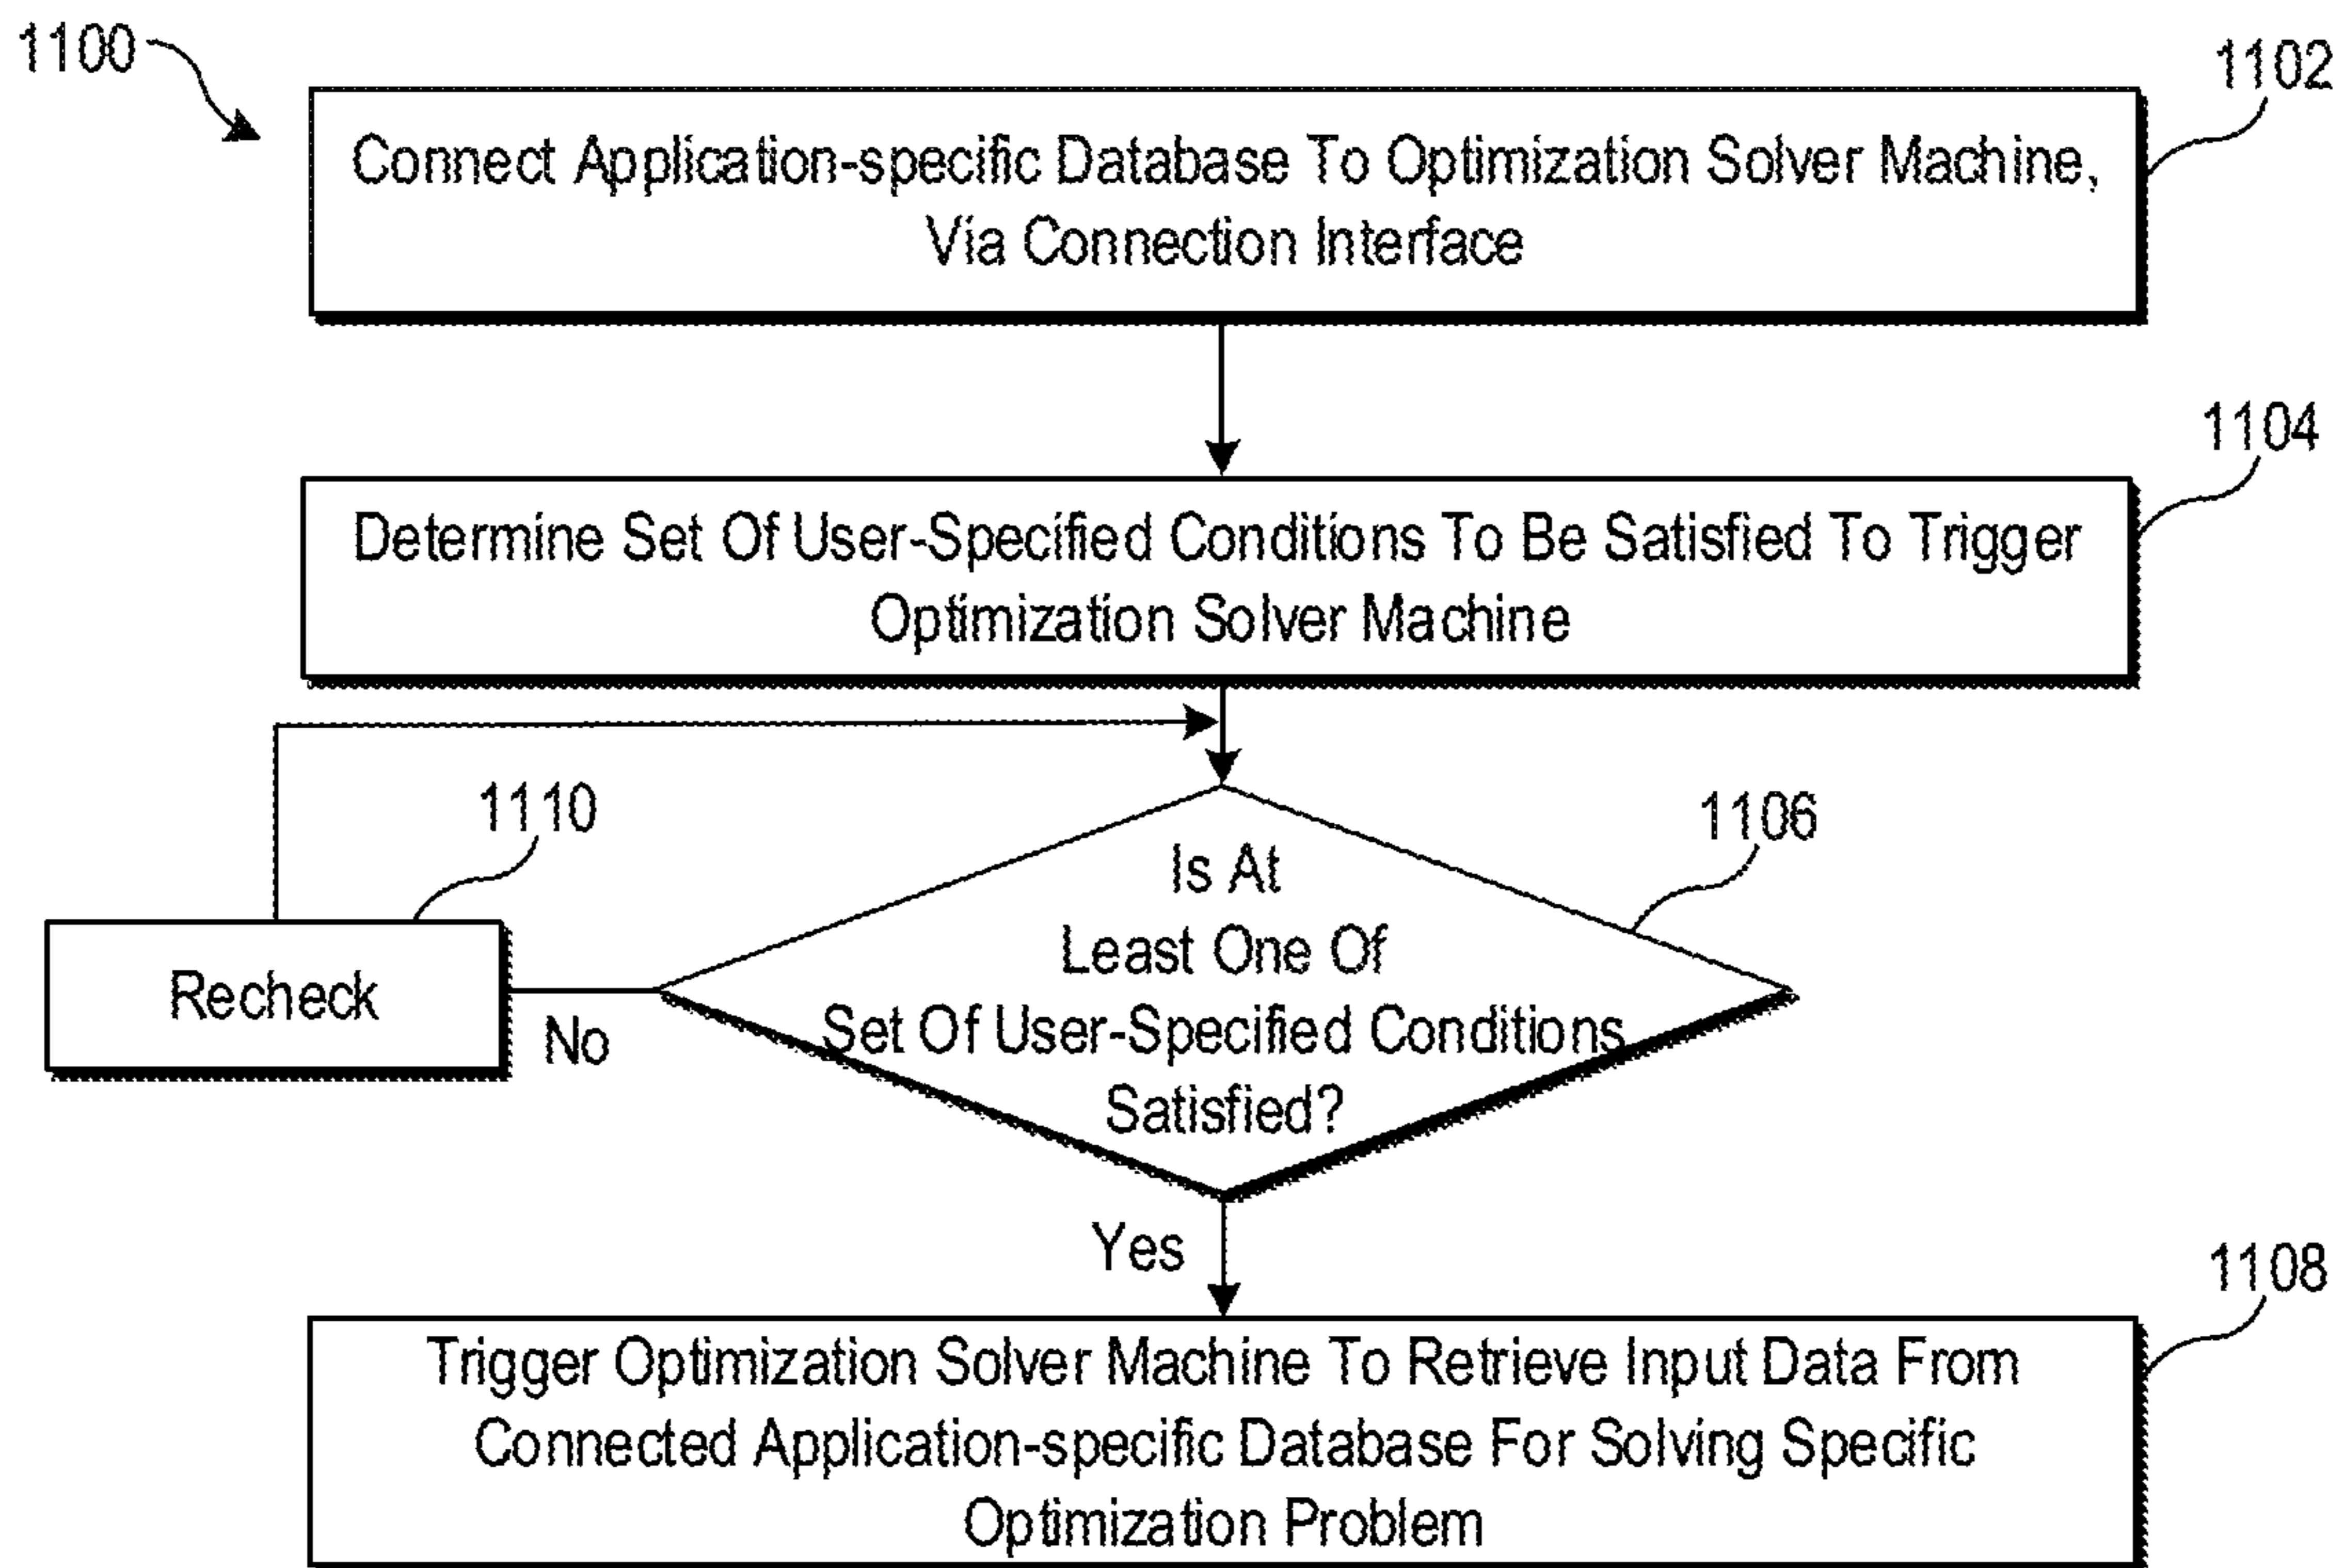 1100
1102
Connect Application-specific Database To Optimization Solver Machine,
Via Connection Interface
1104
Determine Set Of User-Specified Conditions To Be Satisfied To Trigger
Optimization Solver Machine
1110
1106
Is At
Least One Of
Set Of User-Specified Conditions
Satisfied?
Recheck
No
Yes
1108
Trigger Optimization Solver Machine To Retrieve Input Data From
Connected Application-specific Database For Solving Specific
Optimization Problem